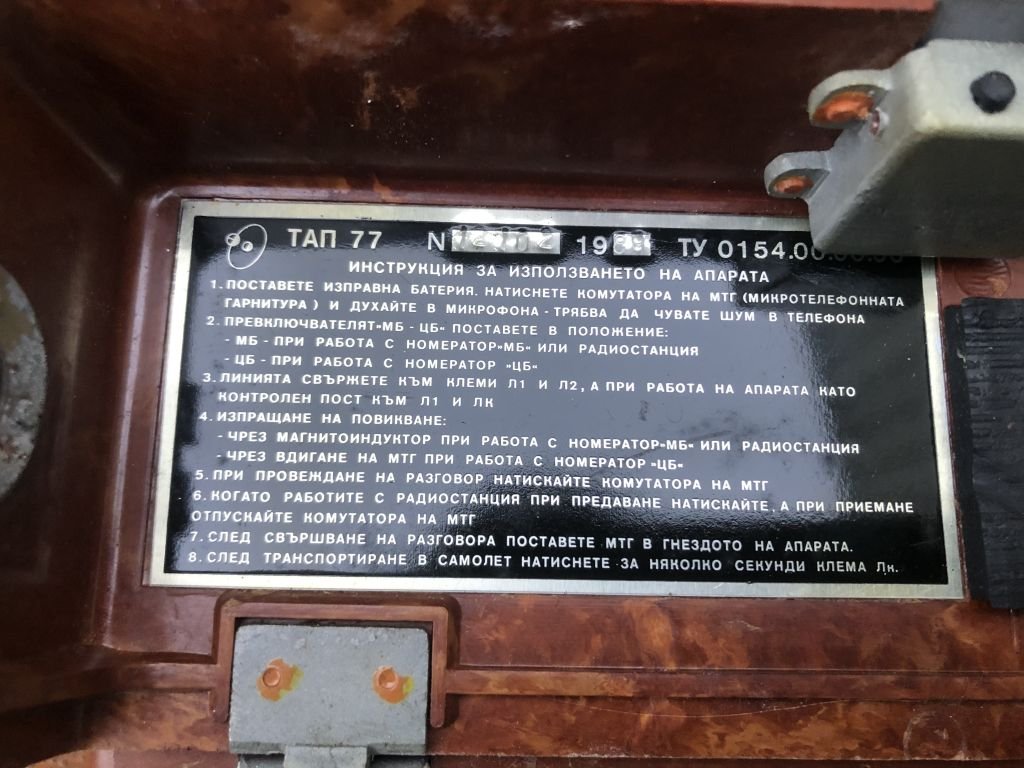 ТАП 77 N 19 ТУ 0154.00
ИНСТРУКЦИЯ ЗА ИЗПОЛЗВАНЕТО НА АПАРАТА
1. ПОСТАВЕТЕ ИЗПРАВНА БАТЕРИЯ. НАТИСНЕТЕ КОМУТАТОРА НА МТГ (МИКРОТЕЛЕФОННАТА
ГАРНИТУРА) И ДУХАЙТЕ В МИКРОФОНА - ТРЯБВА ДА ЧУВАТЕ ШУМ В ТЕЛЕФОНА
2. ПРЕВКЛЮЧВАТЕЛЯТ "МБ - ЦБ" ПОСТАВЕТЕ В ПОЛОЖЕНИЕ:
- МБ - ПРИ РАБОТА С НОМЕРАТОР "МБ" ИЛИ РАДИОСТАНЦИЯ
- ЦБ - ПРИ РАБОТА С НОМЕРАТОР "ЦБ"
3. ЛИНИЯТА СВЪРЖЕТЕ КЪМ КЛЕМИ Л1 И Л2, А ПРИ РАБОТА НА АПАРАТА КАТО
КОНТРОЛЕН ПОСТ КЪМ Л1 И ЛК
4. ИЗПРАЩАНЕ НА ПОВИКВАНЕ:
- ЧРЕЗ МАГНИТОИНДУКТОР ПРИ РАБОТА С НОМЕРАТОР "МБ" ИЛИ РАДИОСТАНЦИЯ
- ЧРЕЗ ВДИГАНЕ НА МТГ ПРИ РАБОТА С НОМЕРАТОР "ЦБ"
5. ПРИ ПРОВЕЖДАНЕ НА РАЗГОВОР НАТИСКАЙТЕ КОМУТАТОРА НА МТГ
6. КОГАТО РАБОТИТЕ С РАДИОСТАНЦИЯ ПРИ ПРЕДАВАНЕ НАТИСКАЙТЕ, А ПРИ ПРИЕМАНЕ
ОТПУСКАЙТЕ КОМУТАТОРА НА МТГ
7. СЛЕД СВЪРШВАНЕ НА РАЗГОВОРА ПОСТАВЕТЕ МТГ В ГНЕЗДОТО НА АПАРАТА.
8. СЛЕД ТРАНСПОРТИРАНЕ В САМОЛЕТ НАТИСНЕТЕ ЗА НЯКОЛКО СЕКУНДИ КЛЕМА Лк.